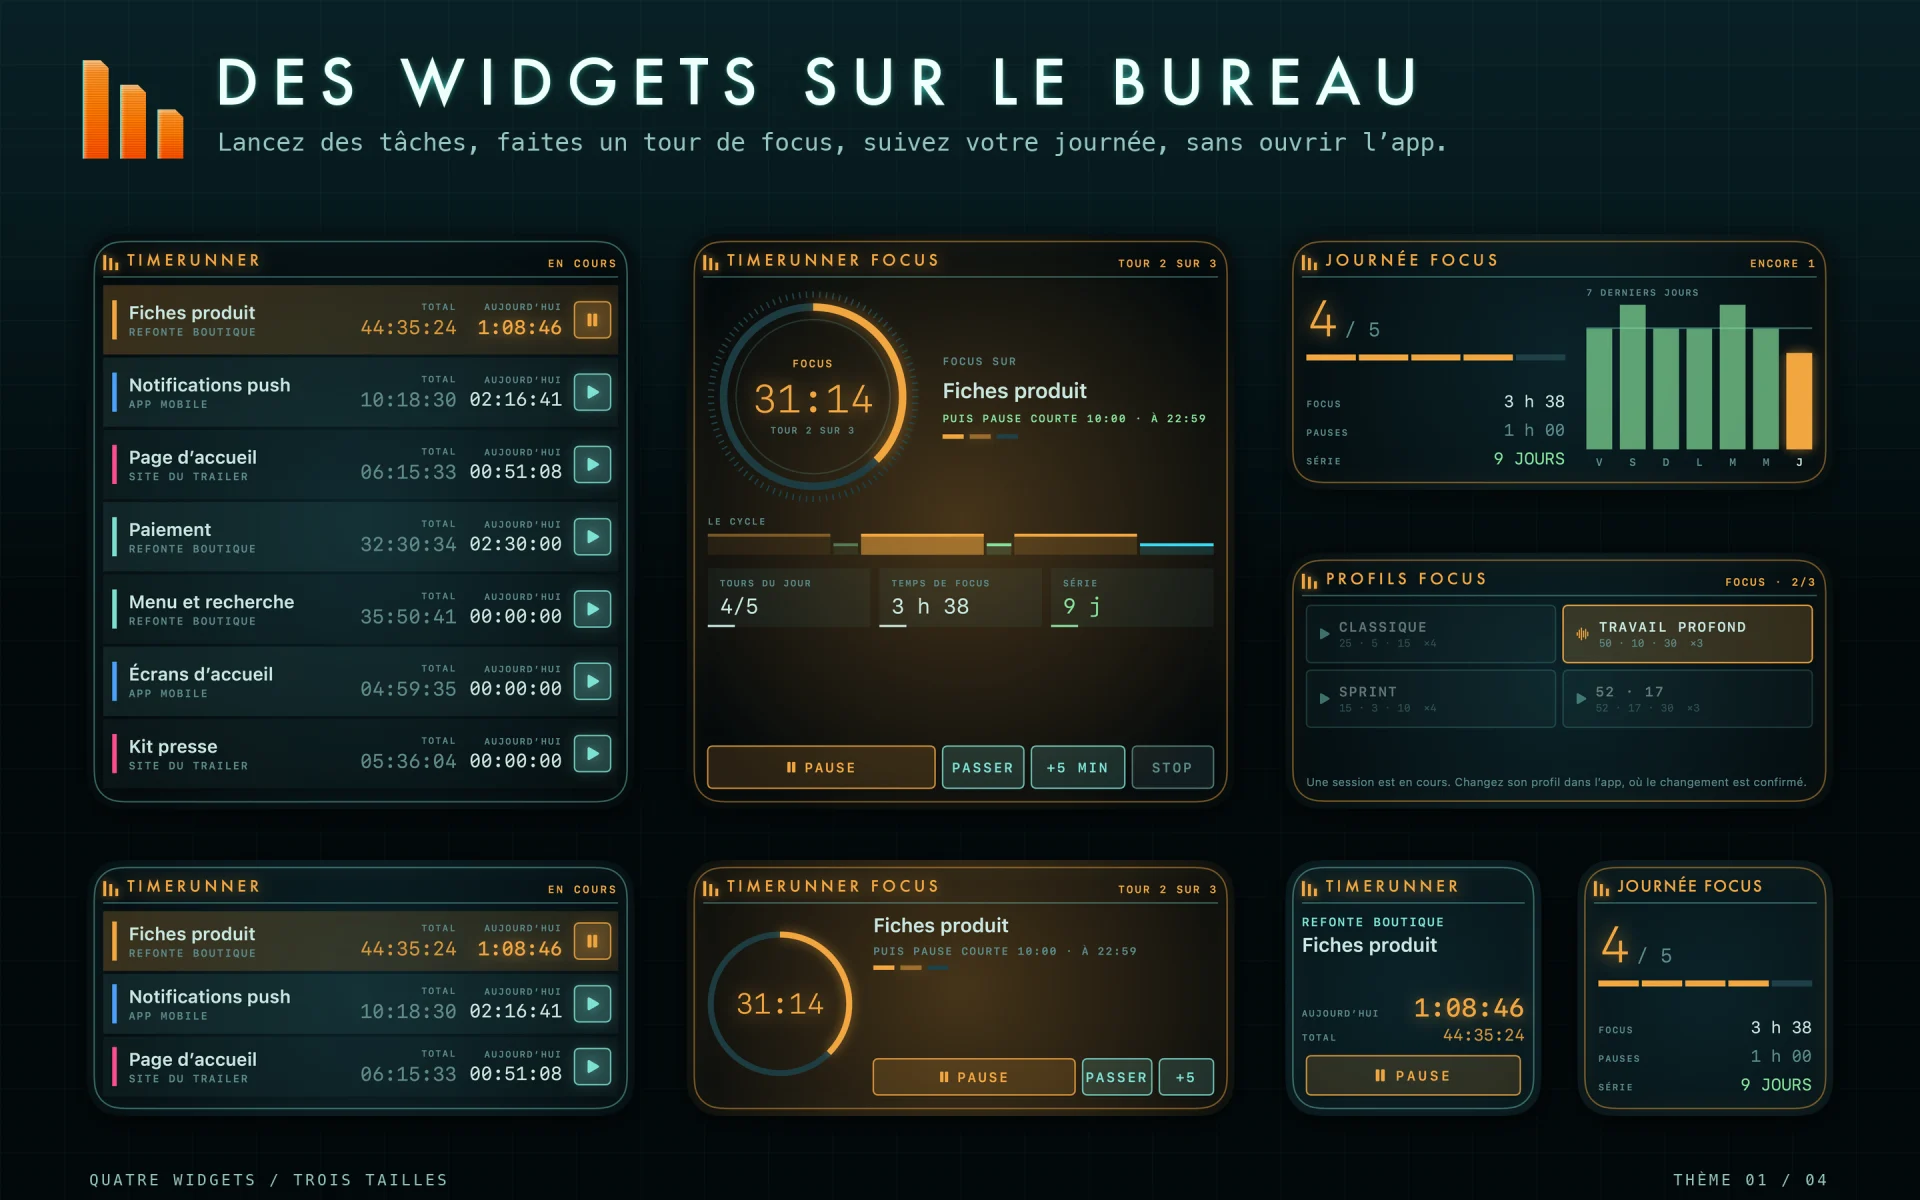 DES WIDGETS SUR LE BUREAU
Lancez des tâches, faites un tour de focus, suivez votre journée, sans ouvrir l’app.
TIMERUNNER
EN COURS
Fiches produit
REFONTE BOUTIQUE
TOTAL
44:35:24
AUJOURD’HUI
1:08:46
Notifications push
APP MOBILE
TOTAL
10:18:30
AUJOURD’HUI
02:16:41
Page d’accueil
SITE DU TRAILER
TOTAL
06:15:33
AUJOURD’HUI
00:51:08
Paiement
REFONTE BOUTIQUE
TOTAL
32:30:34
AUJOURD’HUI
02:30:00
Menu et recherche
REFONTE BOUTIQUE
TOTAL
35:50:41
AUJOURD’HUI
00:00:00
Écrans d’accueil
APP MOBILE
TOTAL
04:59:35
AUJOURD’HUI
00:00:00
Kit presse
SITE DU TRAILER
TOTAL
05:36:04
AUJOURD’HUI
00:00:00
TIMERUNNER FOCUS
TOUR 2 SUR 3
FOCUS
31:14
TOUR 2 SUR 3
FOCUS SUR
Fiches produit
PUIS PAUSE COURTE 10:00 · À 22:59
LE CYCLE
TOURS DU JOUR
4/5
TEMPS DE FOCUS
3 h 38
SÉRIE
9 j
PAUSE
PASSER
+5 MIN
STOP
JOURNÉE FOCUS
ENCORE 1
4 / 5
FOCUS 3 h 38
PAUSES 1 h 00
SÉRIE 9 JOURS
7 DERNIERS JOURS
V S D L M M J
PROFILS FOCUS
FOCUS · 2/3
CLASSIQUE
25 · 5 · 15 ×4
TRAVAIL PROFOND
50 · 10 · 30 ×3
SPRINT
15 · 3 · 10 ×4
52 · 17
52 · 17 · 30 ×3
Une session est en cours. Changez son profil dans l’app, où le changement est confirmé.
TIMERUNNER
EN COURS
Fiches produit
REFONTE BOUTIQUE
TOTAL
44:35:24
AUJOURD’HUI
1:08:46
Notifications push
APP MOBILE
TOTAL
10:18:30
AUJOURD’HUI
02:16:41
Page d’accueil
SITE DU TRAILER
TOTAL
06:15:33
AUJOURD’HUI
00:51:08
TIMERUNNER FOCUS
TOUR 2 SUR 3
31:14
Fiches produit
PUIS PAUSE COURTE 10:00 · À 22:59
PAUSE
PASSER
+5
TIMERUNNER
REFONTE BOUTIQUE
Fiches produit
AUJOURD’HUI 1:08:46
TOTAL 44:35:24
PAUSE
JOURNÉE FOCUS
4 / 5
FOCUS 3 h 38
PAUSES 1 h 00
SÉRIE 9 JOURS
QUATRE WIDGETS / TROIS TAILLES
THÈME 01 / 04